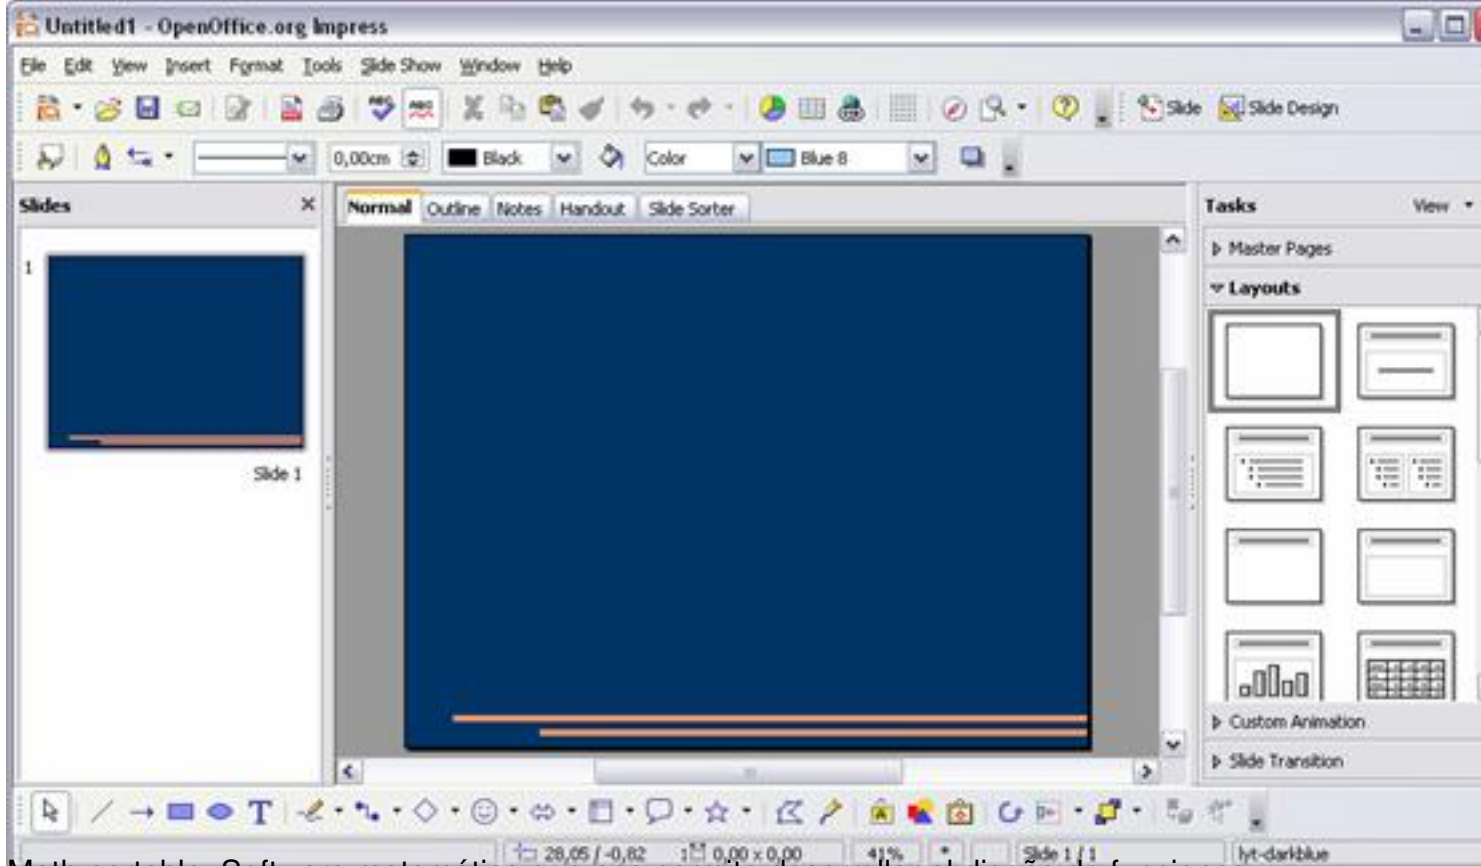 Untitled1 - OpenOffice.org Impress
File Edit View Insert Format Tools Slide Show Window Help
Slide Slide Design
0,00cm Black Color Blue 8
Slides
Normal Outline Notes Handout Slide Sorter
Tasks View
1
Slide 1
Master Pages
Layouts
Custom Animation
Slide Transition
28,05 / -0,82 0,00 x 0,00 41% * Slide 1 / 1 lyt-darkblue